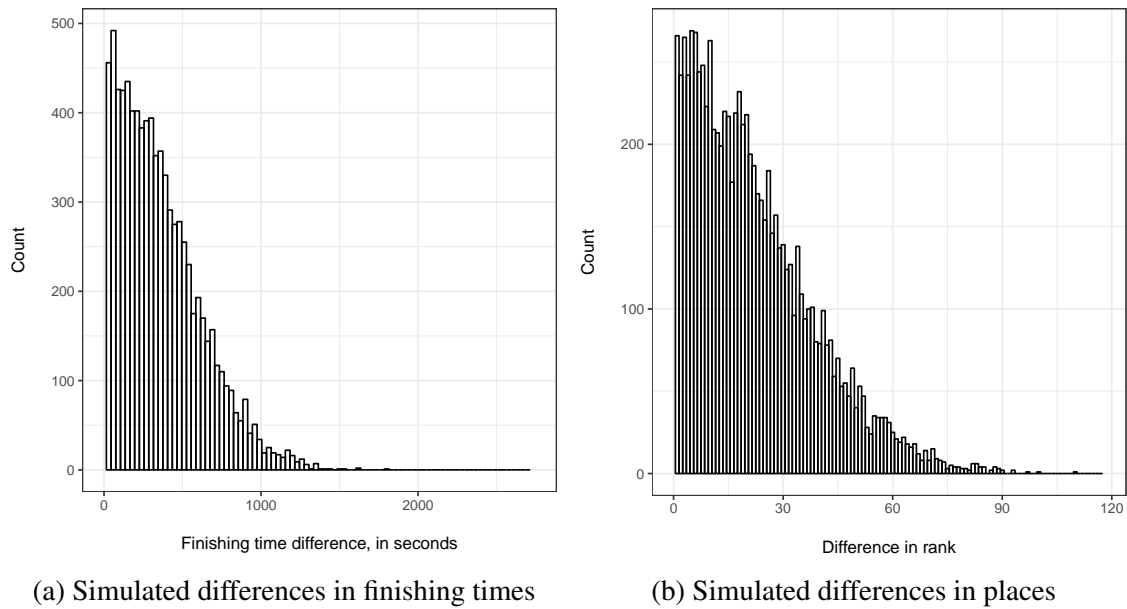 500
400
300
200
100
0
Count
0 1000 2000
Finishing time difference, in seconds
(a) Simulated differences in finishing times
200
100
0
Count
0 30 60 90 120
Difference in rank
(b) Simulated differences in places